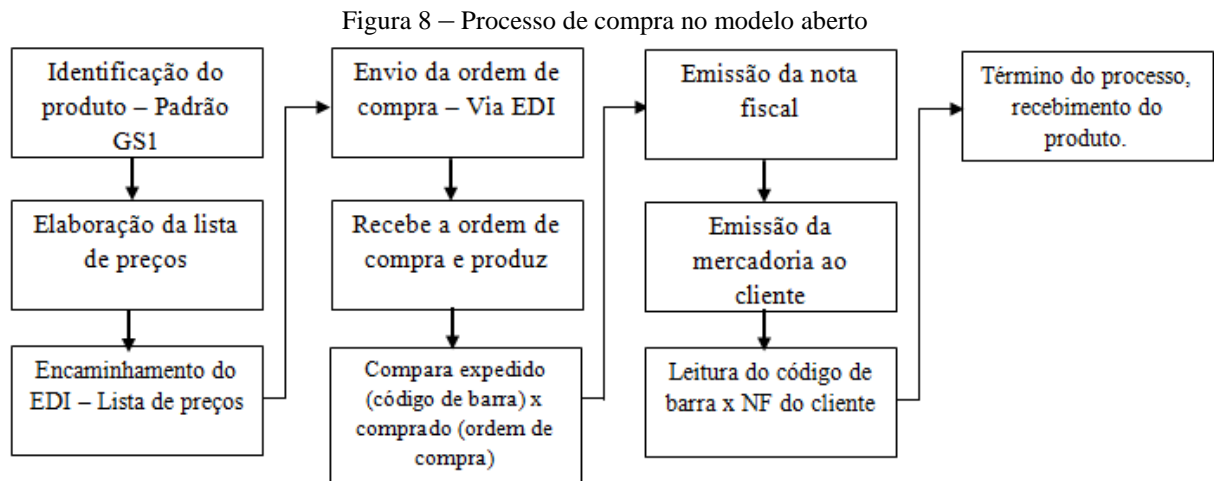 Figura 8 – Processo de compra no modelo aberto
Identificação do
produto – Padrão
GS1
Elaboração da lista
de preços
Encaminhamento do
EDI – Lista de preços
Envio da ordem de
compra – Via EDI
Recebe a ordem de
compra e produz
Compara expedido
(código de barra) x
comprado (ordem de
compra)
Emissão da nota
fiscal
Emissão da
mercadoria ao
cliente
Leitura do código de
barra x NF do cliente
Término do processo,
recebimento do
produto.